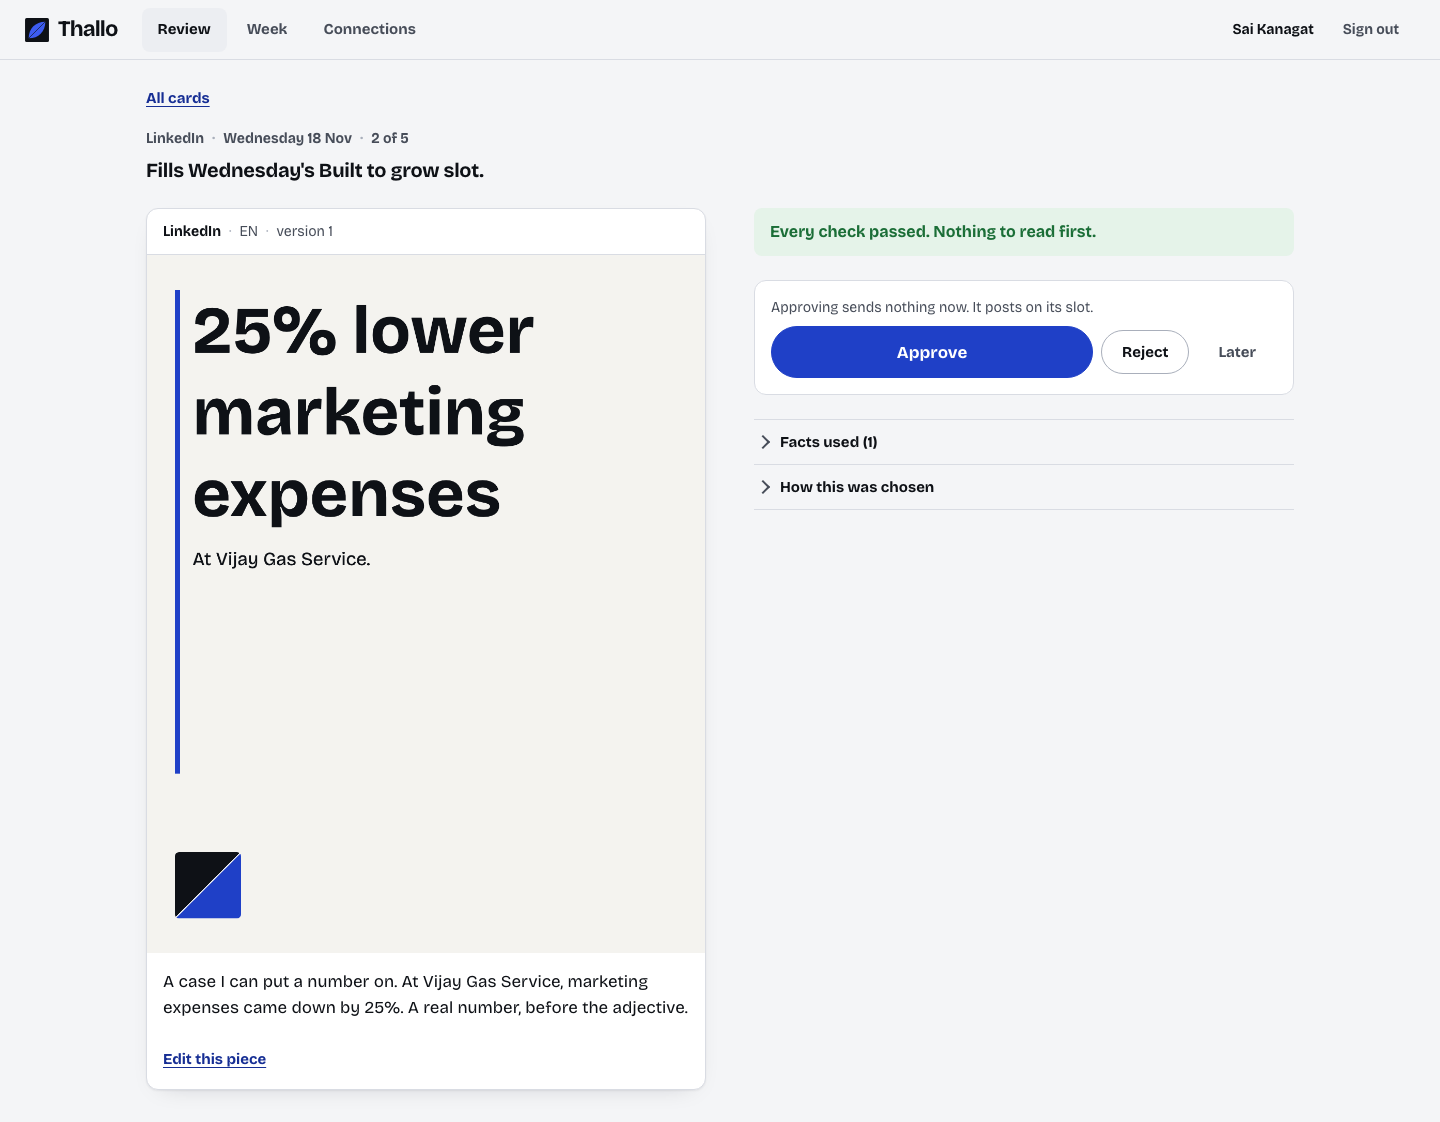 Thallo
Review
Week
Connections
Sai Kanagat
Sign out
All cards
LinkedIn · Wednesday 18 Nov · 2 of 5
Fills Wednesday's Built to grow slot.
LinkedIn · EN · version 1
25% lower
marketing
expenses
At Vijay Gas Service.
A case I can put a number on. At Vijay Gas Service, marketing
expenses came down by 25%. A real number, before the adjective.
Edit this piece
Every check passed. Nothing to read first.
Approving sends nothing now. It posts on its slot.
Approve
Reject
Later
Facts used (1)
How this was chosen